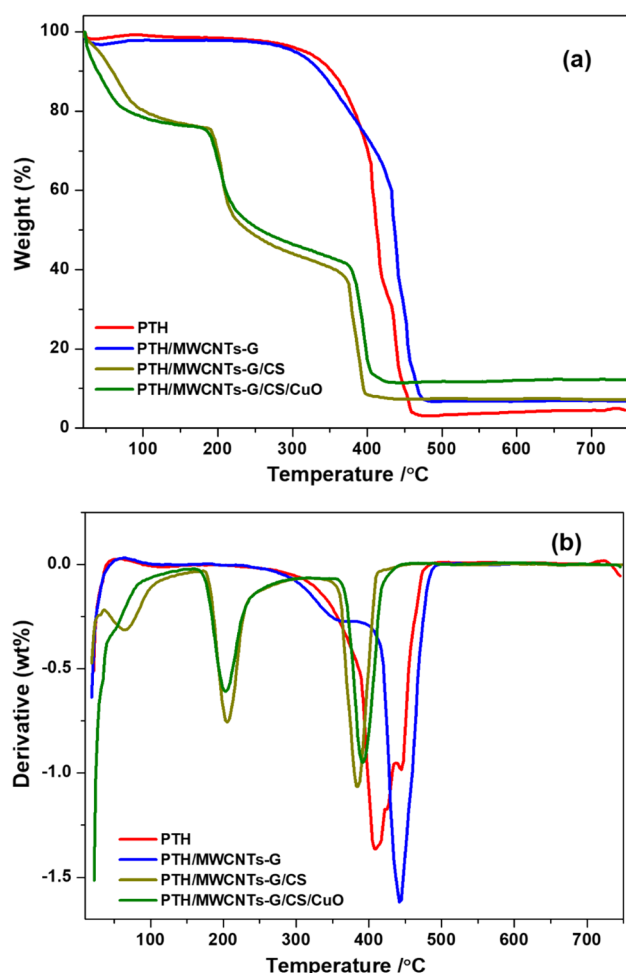 (a)
Weight (%)
100
80
60
40
20
0
PTH
PTH/MWCNTs-G
PTH/MWCNTs-G/CS
PTH/MWCNTs-G/CS/CuO
100 200 300 400 500 600 700
Temperature /°C
(b)
Derivative (wt%)
0.0
-0.5
-1.0
-1.5
PTH
PTH/MWCNTs-G
PTH/MWCNTs-G/CS
PTH/MWCNTs-G/CS/CuO
100 200 300 400 500 600 700
Temperature /°C